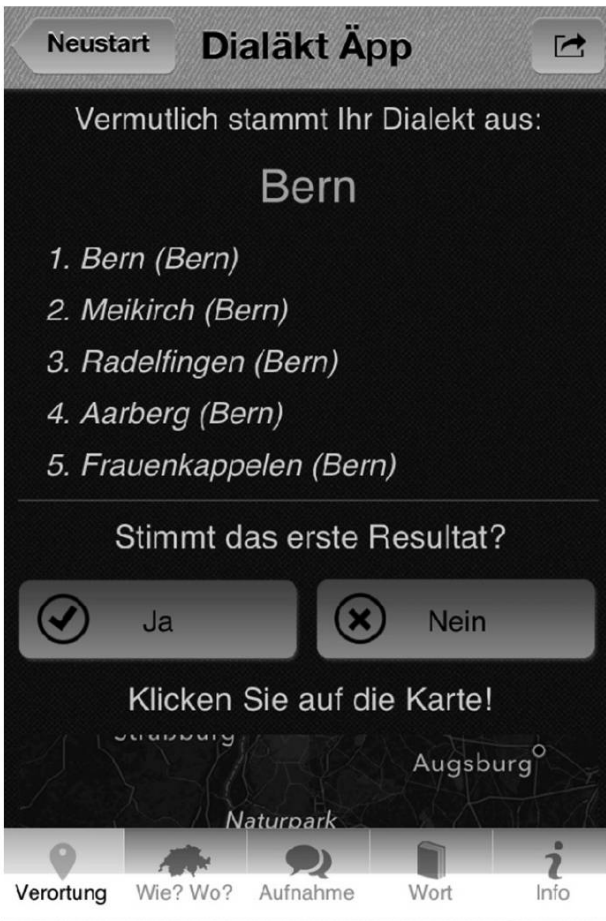 Neustart
Dialäkt Äpp
Vermutlich stammt Ihr Dialekt aus:
Bern
1. Bern (Bern)
2. Meikirch (Bern)
3. Radelfingen (Bern)
4. Aarberg (Bern)
5. Frauenkappelen (Bern)
Stimmt das erste Resultat?
Ja
Nein
Klicken Sie auf die Karte!
Straßburg
Augsburg
Naturpark
Verortung
Wie? Wo?
Aufnahme
Wort
Info